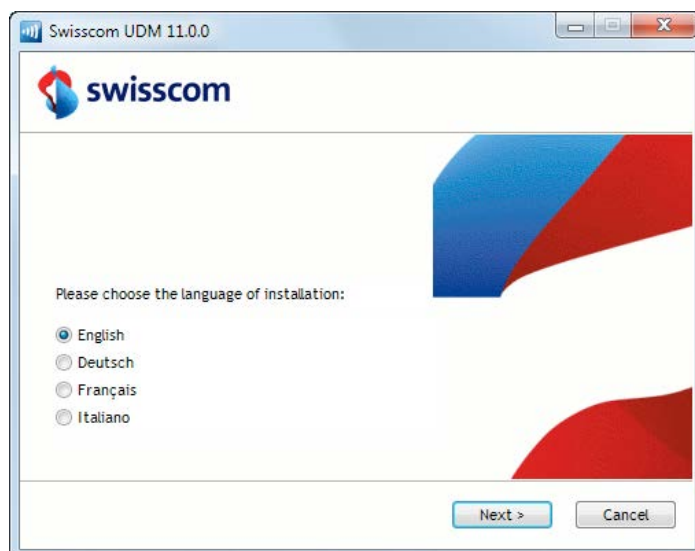 Swisscom UDM 11.0.0
swisscom
Please choose the language of installation:
English
Deutsch
Français
Italiano
Next >
Cancel